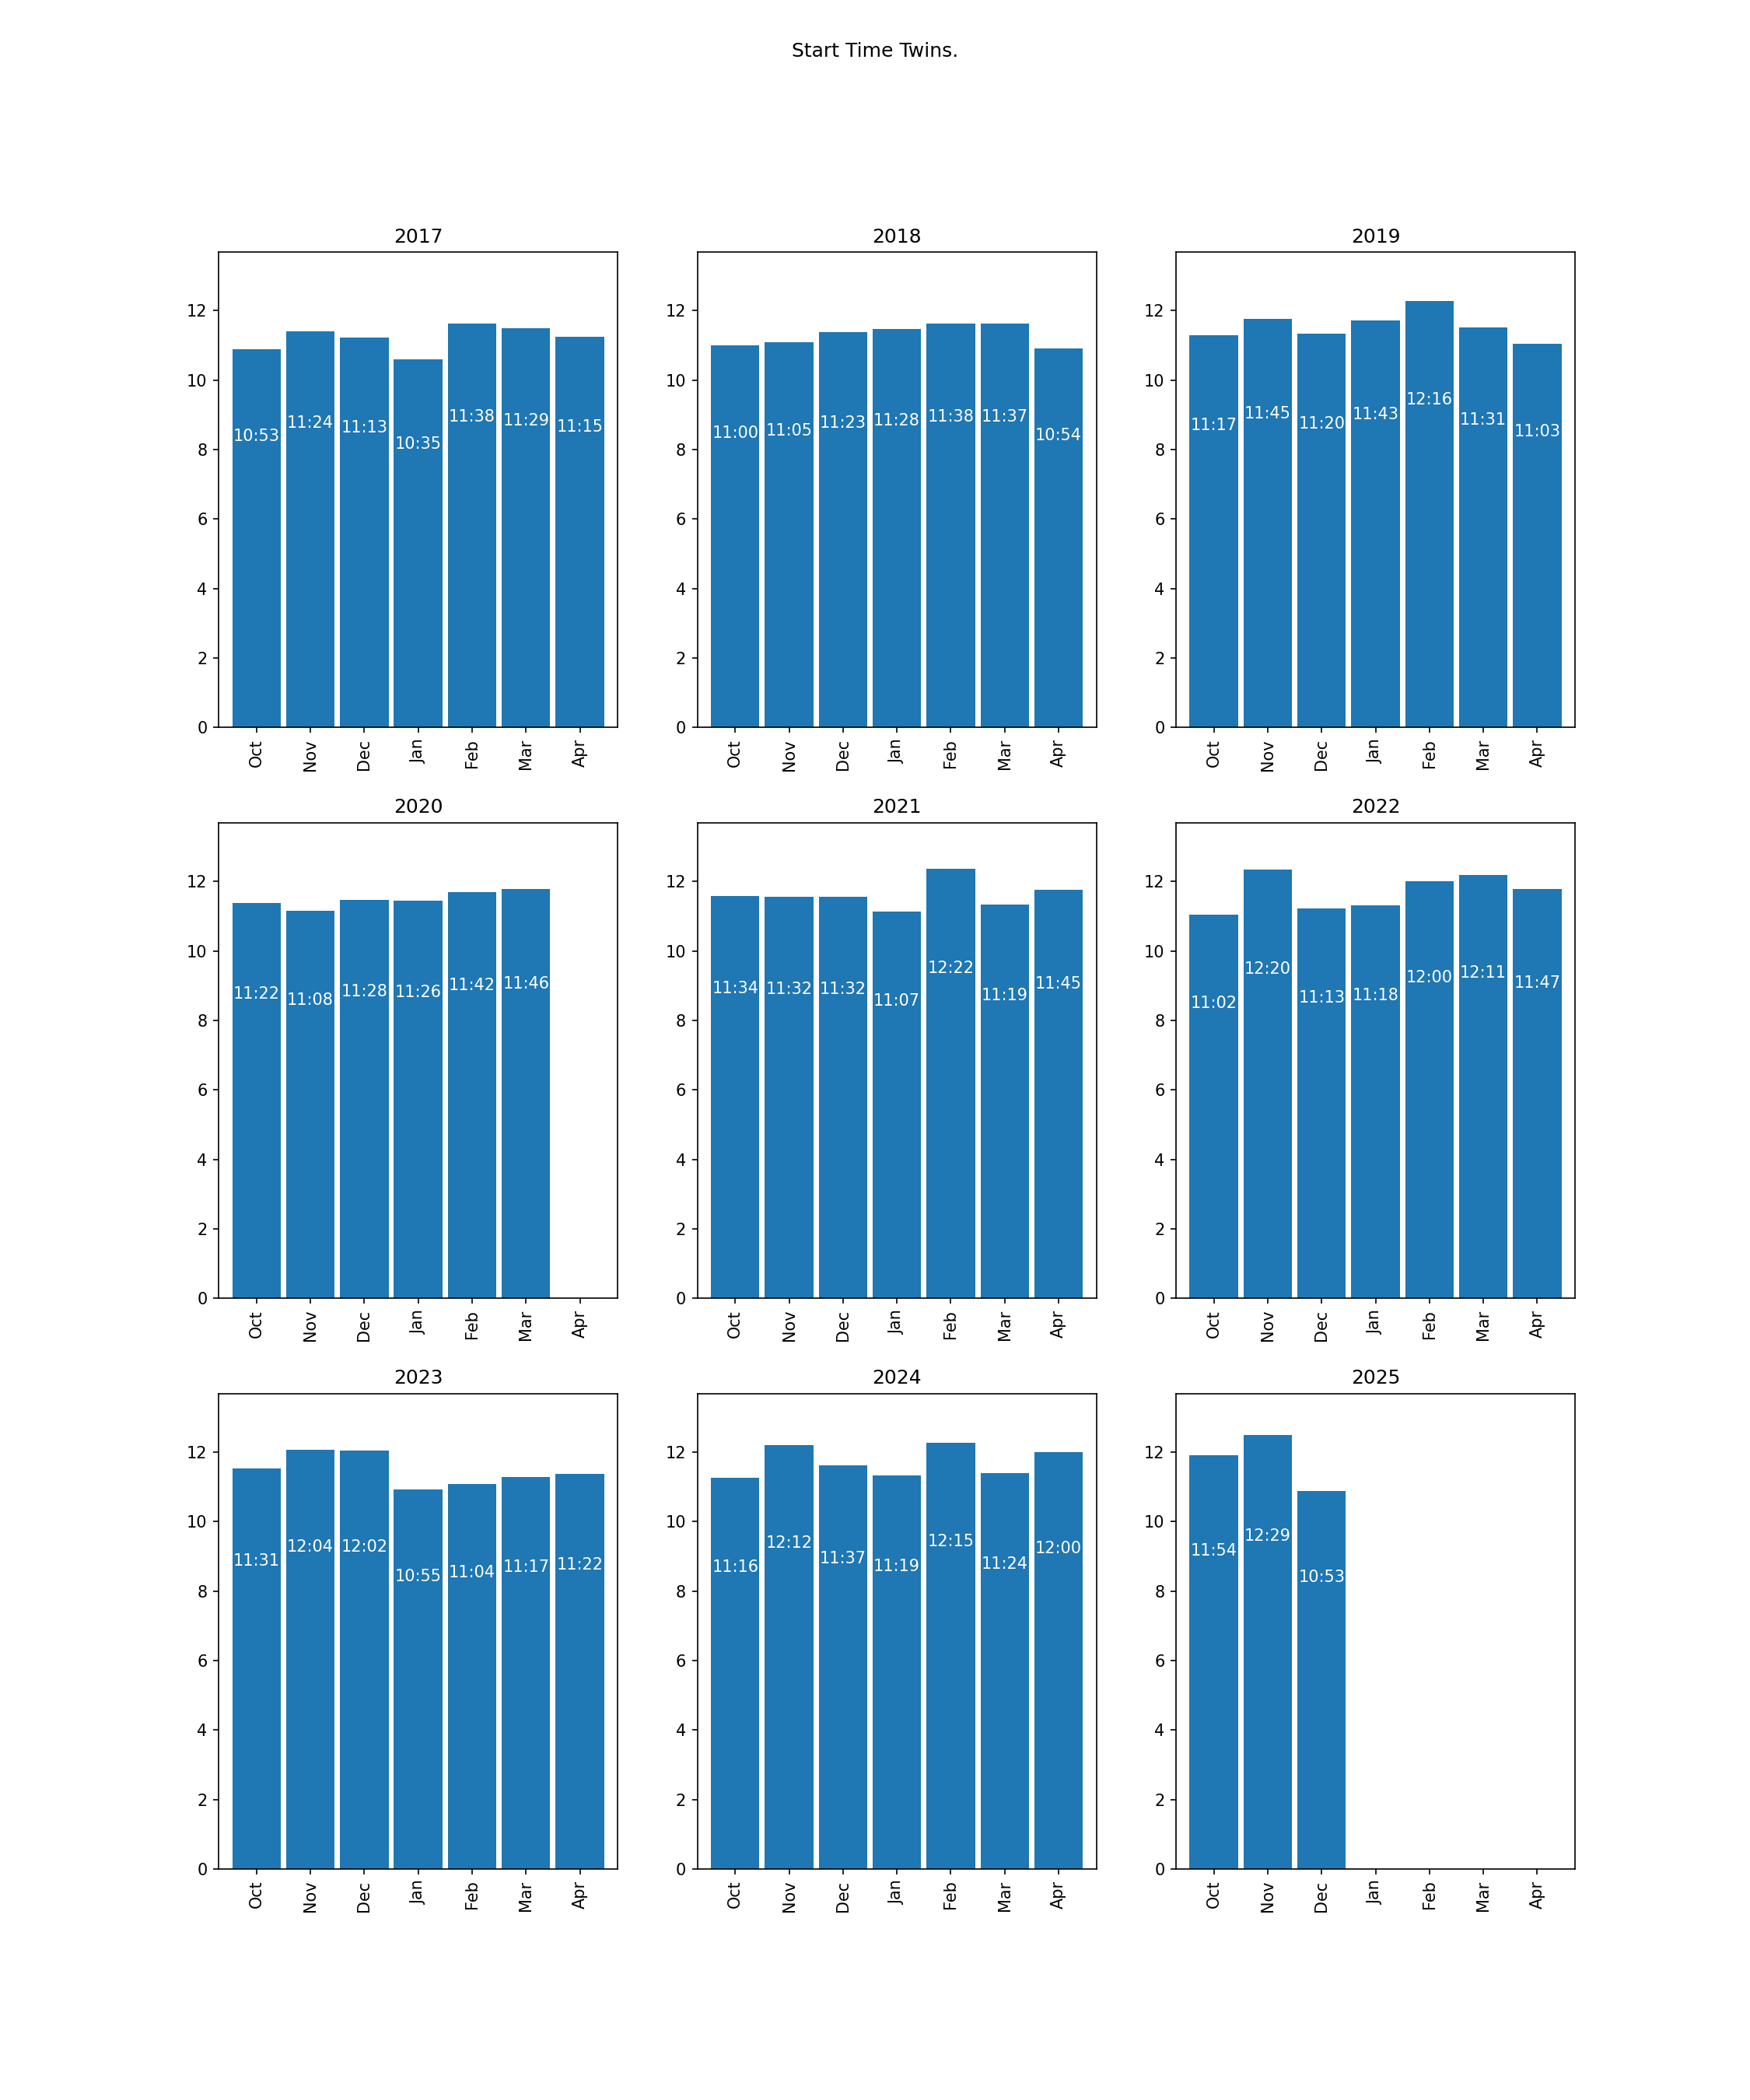 Start Time Twins.
2017 2018 2019
12 12 12
10 10 10
8 8 8
6 6 6
4 4 4
2 2 2
0 0 0
10:53 11:24 11:13 10:35 11:38 11:29 11:15
11:00 11:05 11:23 11:28 11:38 11:37 10:54
11:17 11:45 11:20 11:43 12:16 11:31 11:03
Oct Nov Dec Jan Feb Mar Apr Oct Nov Dec Jan Feb Mar Apr Oct Nov Dec Jan Feb Mar Apr
2020 2021 2022
12 12 12
10 10 10
8 8 8
6 6 6
4 4 4
2 2 2
0 0 0
11:22 11:08 11:28 11:26 11:42 11:46
11:34 11:32 11:32 11:07 12:22 11:19 11:45
11:02 12:20 11:13 11:18 12:00 12:11 11:47
Oct Nov Dec Jan Feb Mar Apr Oct Nov Dec Jan Feb Mar Apr Oct Nov Dec Jan Feb Mar Apr
2023 2024 2025
12 12 12
10 10 10
8 8 8
6 6 6
4 4 4
2 2 2
0 0 0
11:31 12:04 12:02 10:55 11:04 11:17 11:22
11:16 12:12 11:37 11:19 12:15 11:24 12:00
11:54 12:29 10:53
Oct Nov Dec Jan Feb Mar Apr Oct Nov Dec Jan Feb Mar Apr Oct Nov Dec Jan Feb Mar Apr